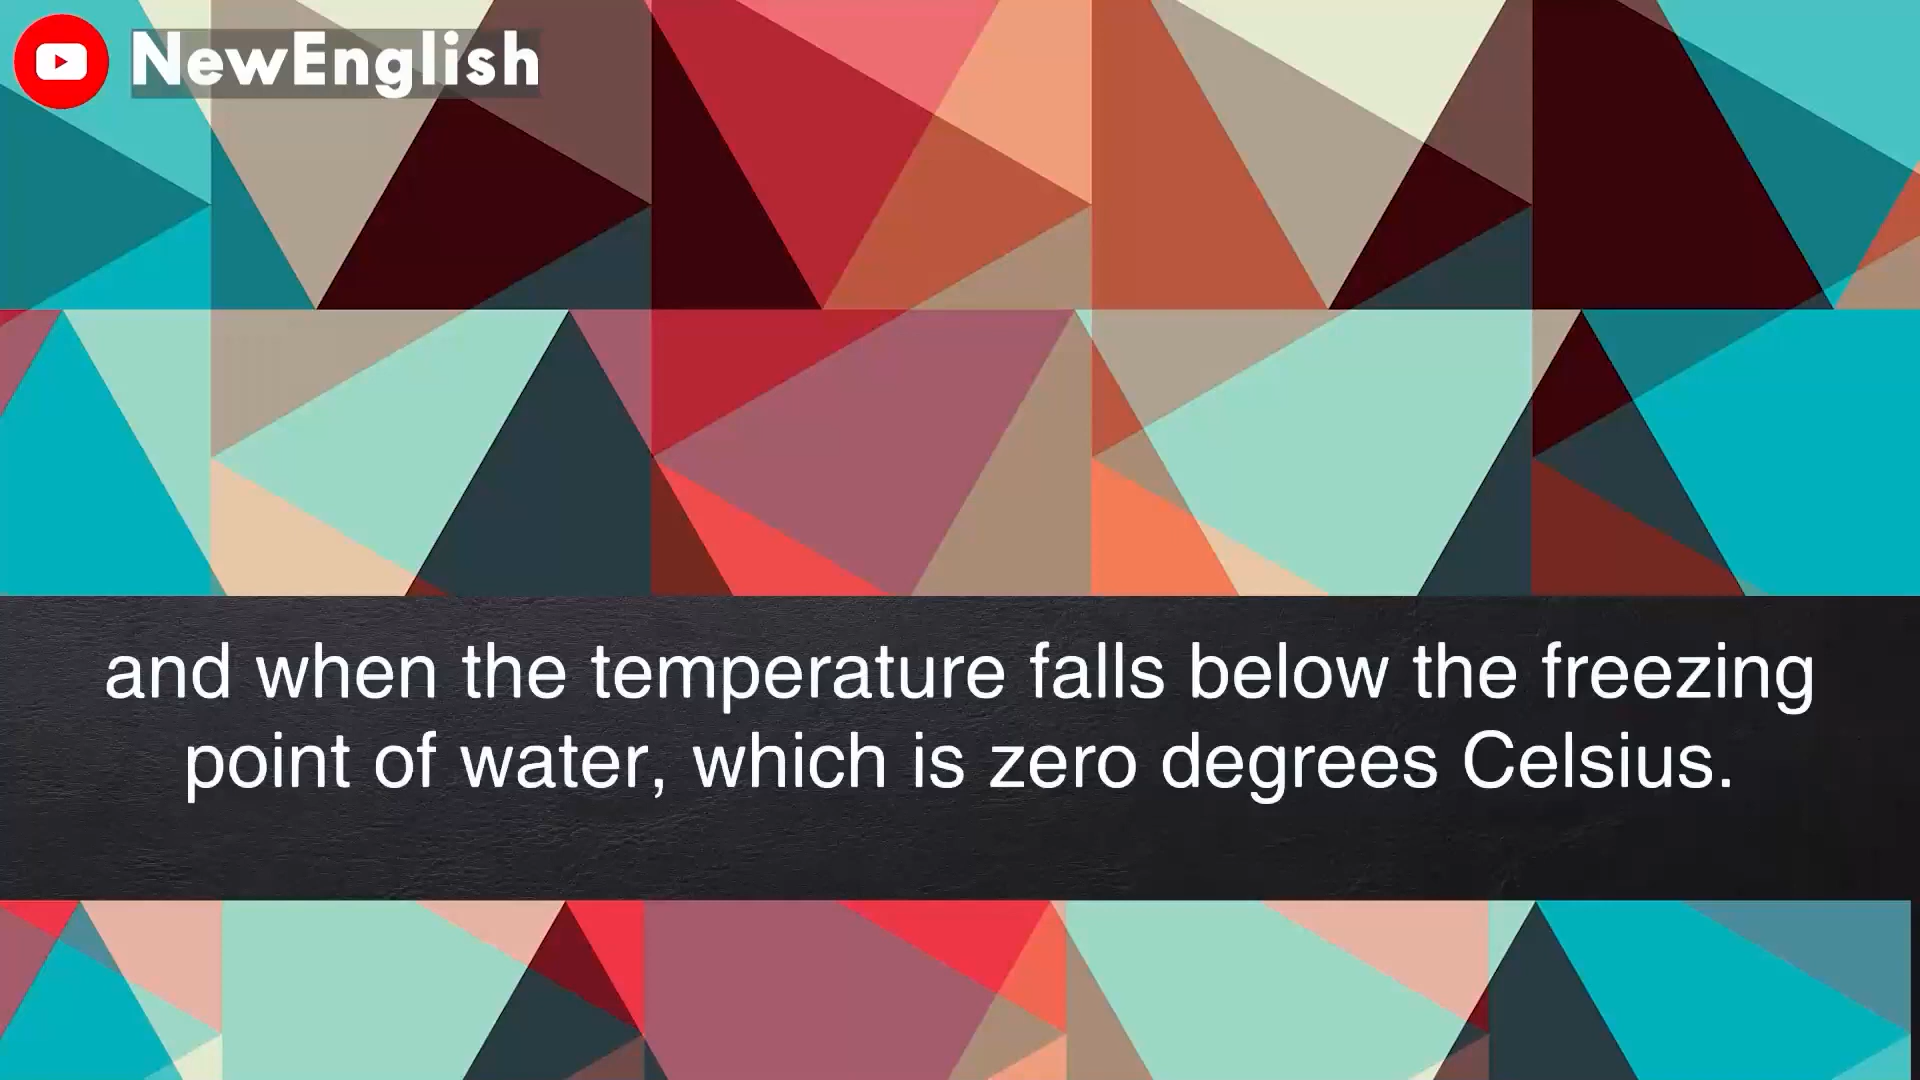 NewEnglish
and when the temperature falls below the freezing
point of water, which is zero degrees Celsius.